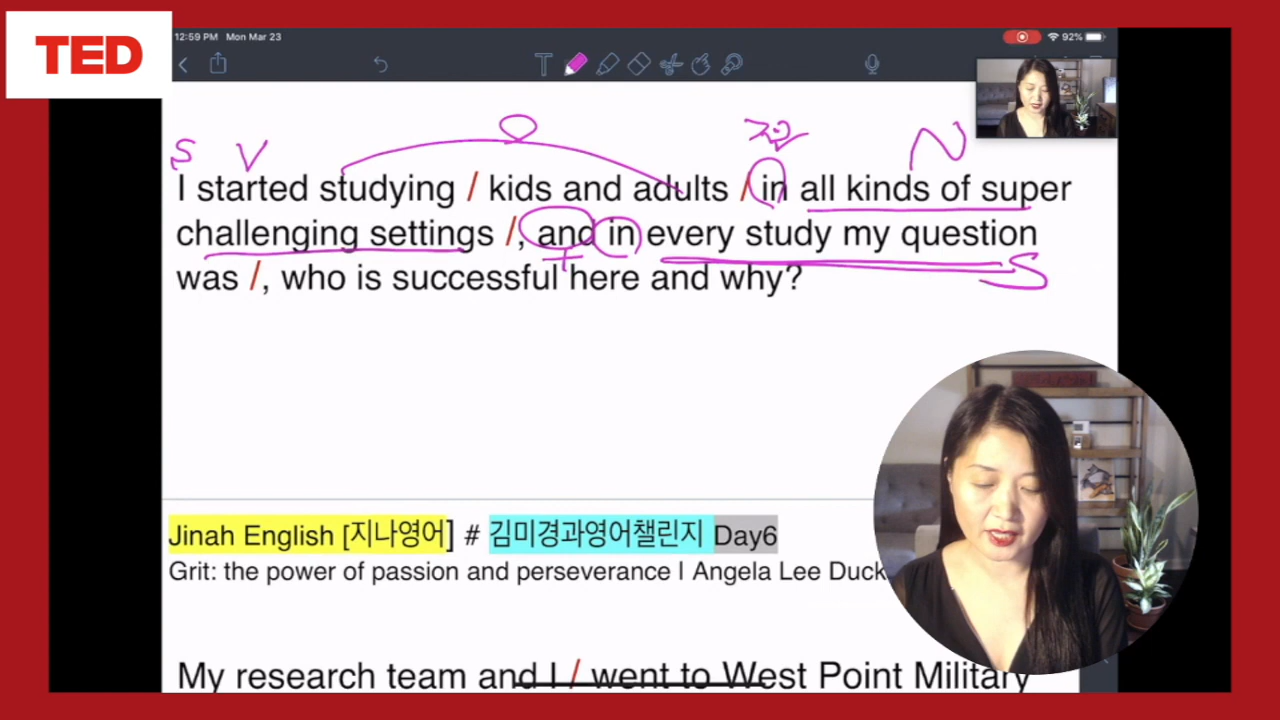 TED
12:59 PM Mon Mar 23
92%
S V O 전 N
I started studying / kids and adults / in all kinds of super
challenging settings /, and in every study my question
S
was /, who is successful here and why?
Jinah English [지나영어] # 김미경과영어챌린지 Day6
Grit: the power of passion and perseverance I Angela Lee Duck
My research team and I / went to West Point Military